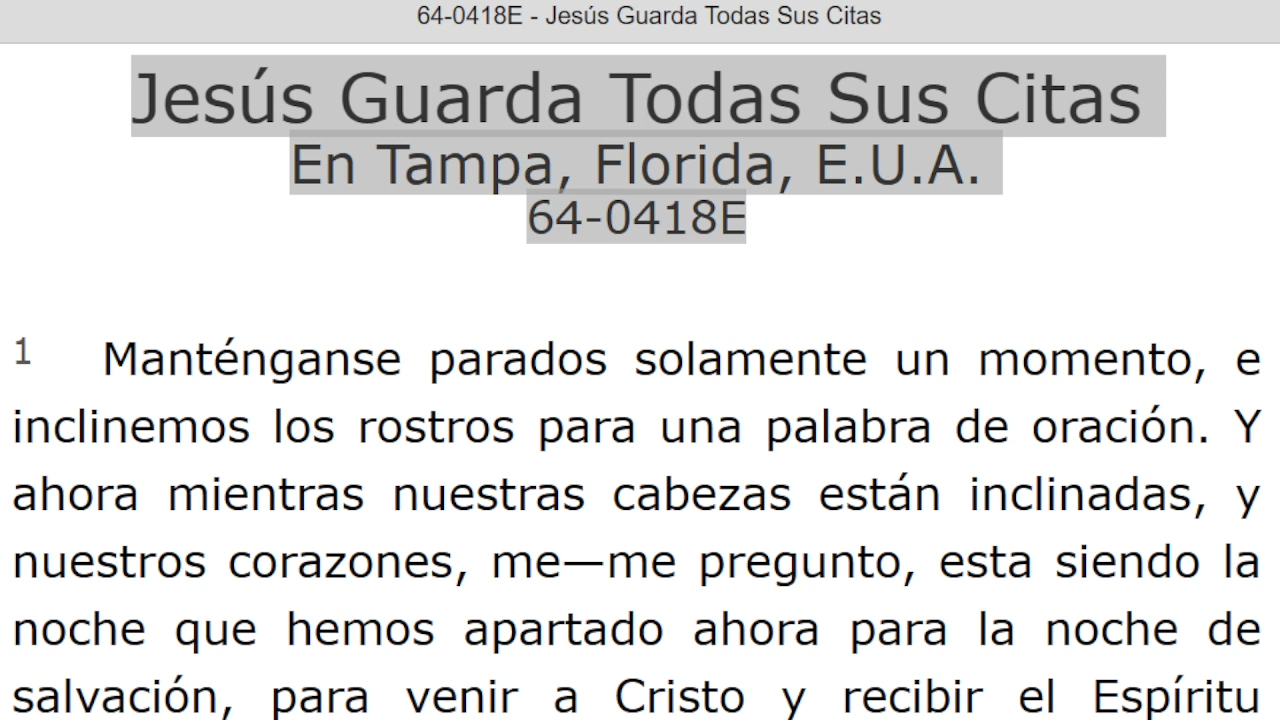 64-0418E - Jesús Guarda Todas Sus Citas
Jesús Guarda Todas Sus Citas
En Tampa, Florida, E.U.A.
64-0418E
1 Manténganse parados solamente un momento, e
inclinemos los rostros para una palabra de oración. Y
ahora mientras nuestras cabezas están inclinadas, y
nuestros corazones, me—me pregunto, esta siendo la
noche que hemos apartado ahora para la noche de
salvación, para venir a Cristo y recibir el Espíritu